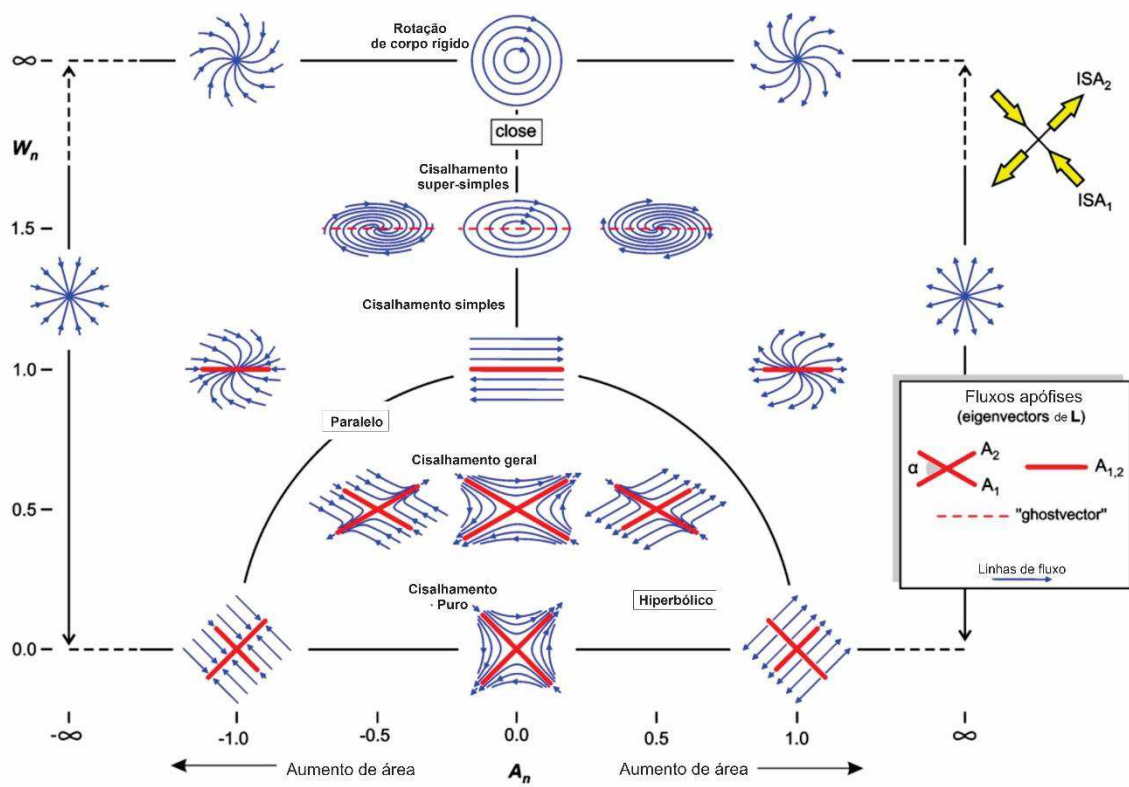 Rotação
de corpo rígido
∞
ISA₂
close
Wₙ
Cisalhamento
super-simples
ISA₁
1.5
Cisalhamento simples
1.0
Fluxos apófises
(eigenvectors de L)
Paralelo
α
A₂
A₁
A₁,₂
Cisalhamento geral
0.5
"ghostvector"
Linhas de fluxo
Cisalhamento
· Puro
Hiperbólico
0.0
-∞
-1.0
-0.5
0.0
0.5
1.0
∞
Aumento de área
Aₙ
Aumento de área